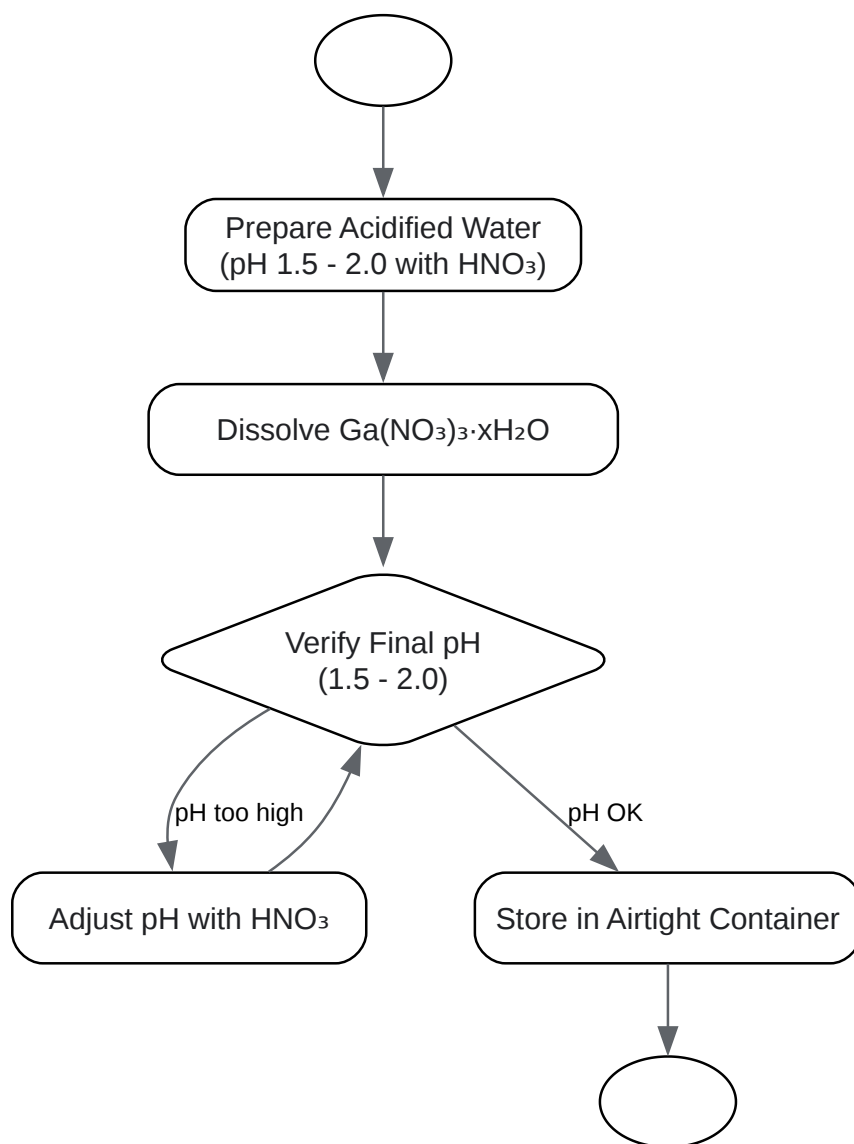 Prepare Acidified Water
(pH 1.5 - 2.0 with HNO₃)
Dissolve Ga(NO₃)₃·xH₂O
Verify Final pH
(1.5 - 2.0)
pH too high
pH OK
Adjust pH with HNO₃
Store in Airtight Container